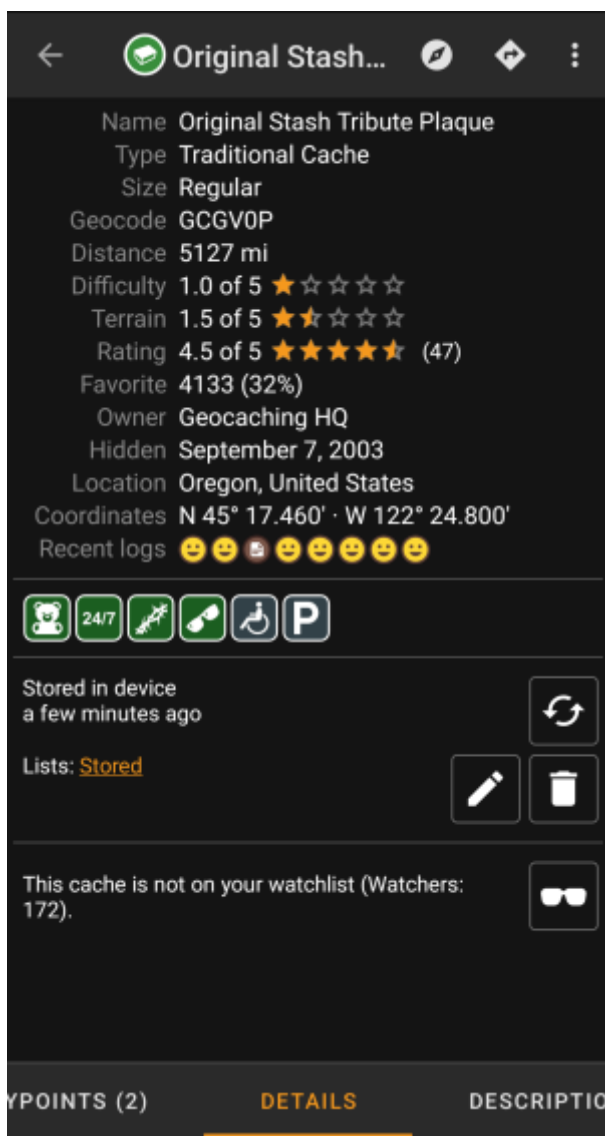 Original Stash...
Name Original Stash Tribute Plaque
Type Traditional Cache
Size Regular
Geocode GCGV0P
Distance 5127 mi
Difficulty 1.0 of 5
Terrain 1.5 of 5
Rating 4.5 of 5 (47)
Favorite 4133 (32%)
Owner Geocaching HQ
Hidden September 7, 2003
Location Oregon, United States
Coordinates N 45° 17.460' · W 122° 24.800'
Recent logs
24/7 P
Stored in device
a few minutes ago
Lists: Stored
This cache is not on your watchlist (Watchers:
172).
YPOINTS (2) DETAILS DESCRIPTIO